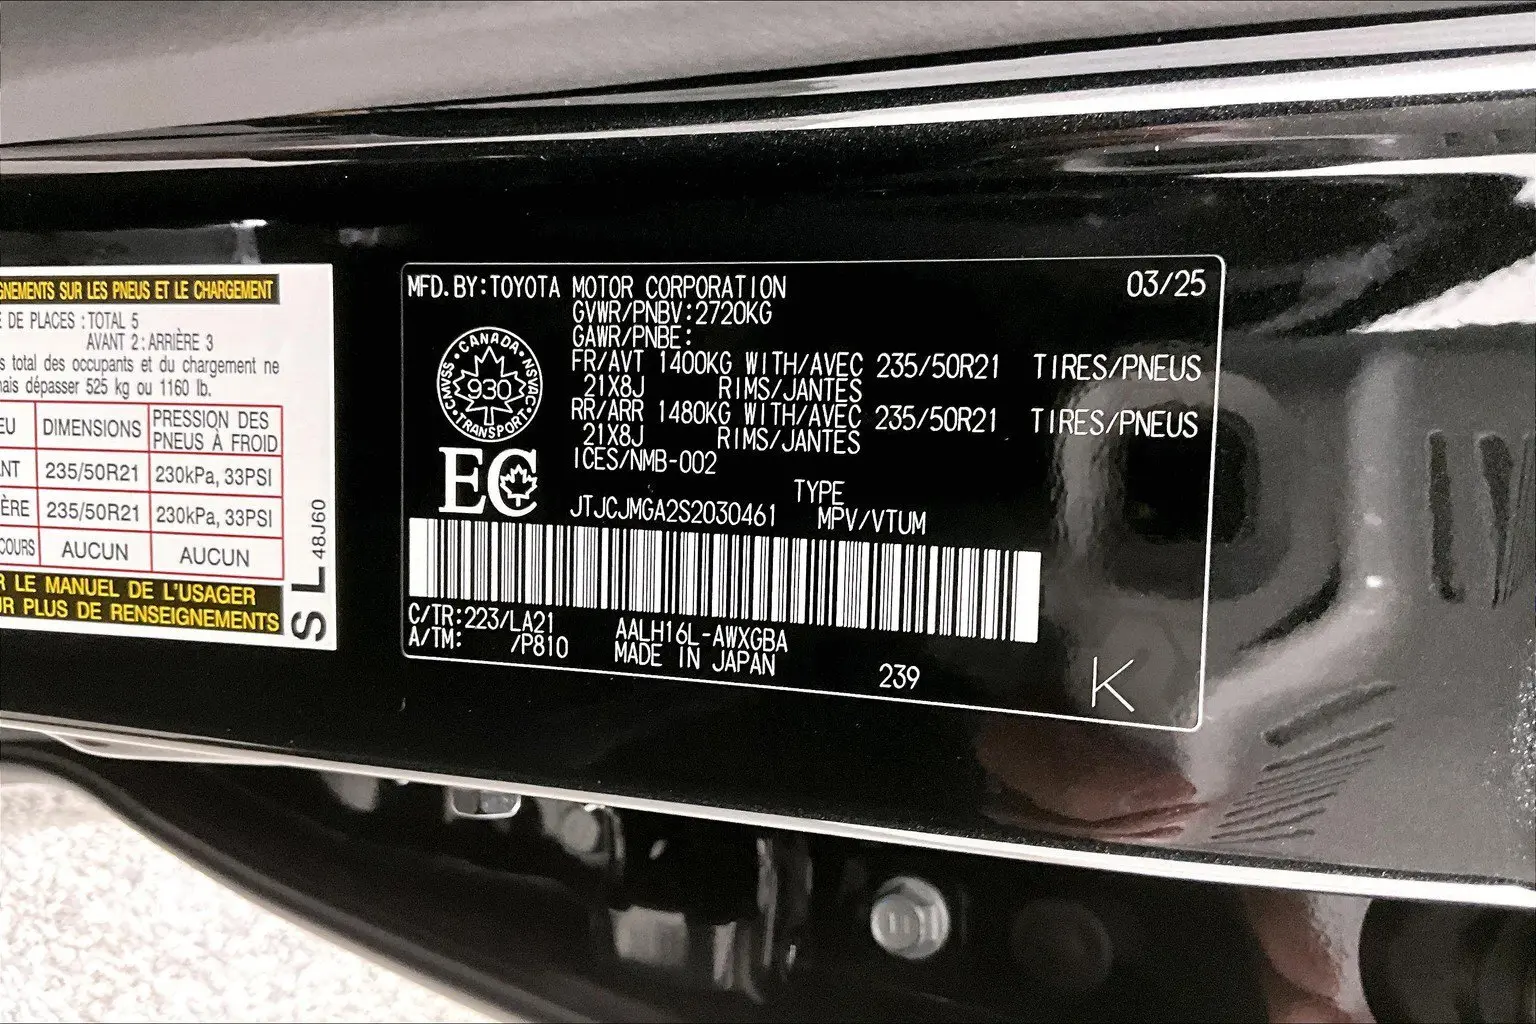 GNEMENTS SUR LES PNEUS ET LE CHARGEMENT
E DE PLACES : TOTAL 5
AVANT 2 : ARRIÈRE 3
s total des occupants et du chargement ne
ais dépasser 525 kg ou 1160 lb.
EU DIMENSIONS PRESSION DES PNEUS À FROID
NT 235/50R21 230kPa, 33PSI
ÈRE 235/50R21 230kPa, 33PSI
COURS AUCUN AUCUN
R LE MANUEL DE L'USAGER
UR PLUS DE RENSEIGNEMENTS
SL 48J60
MFD. BY: TOYOTA MOTOR CORPORATION 03/25
GVWR/PNBV: 2720KG
GAWR/PNBE:
FR/AVT 1400KG WITH/AVEC 235/50R21 TIRES/PNEUS
21X8J RIMS/JANTES
RR/ARR 1480KG WITH/AVEC 235/50R21 TIRES/PNEUS
21X8J RIMS/JANTES
ICES/NMB-002
CANADA
NSVAC
930
CMVSS
TRANSPORT
EC
TYPE
JTJCJMGA2S2030461 MPV/VTUM
C/TR: 223/LA21 AALH16L-AWXGBA
A/TM: /P810 MADE IN JAPAN
239
K